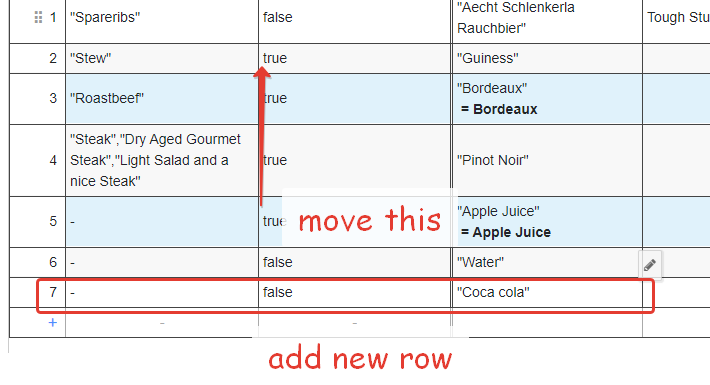 1 "Spareribs" false "Aecht Schlenkerla
Rauchbier" Tough Stu
2 "Stew" true "Guiness"
3 "Roastbeef" true "Bordeaux"
= Bordeaux
4 "Steak","Dry Aged Gourmet
Steak","Light Salad and a
nice Steak" true "Pinot Noir"
5 - true "Apple Juice"
= Apple Juice
move this
6 - false "Water"
7 - false "Coca cola"
+ - -
add new row